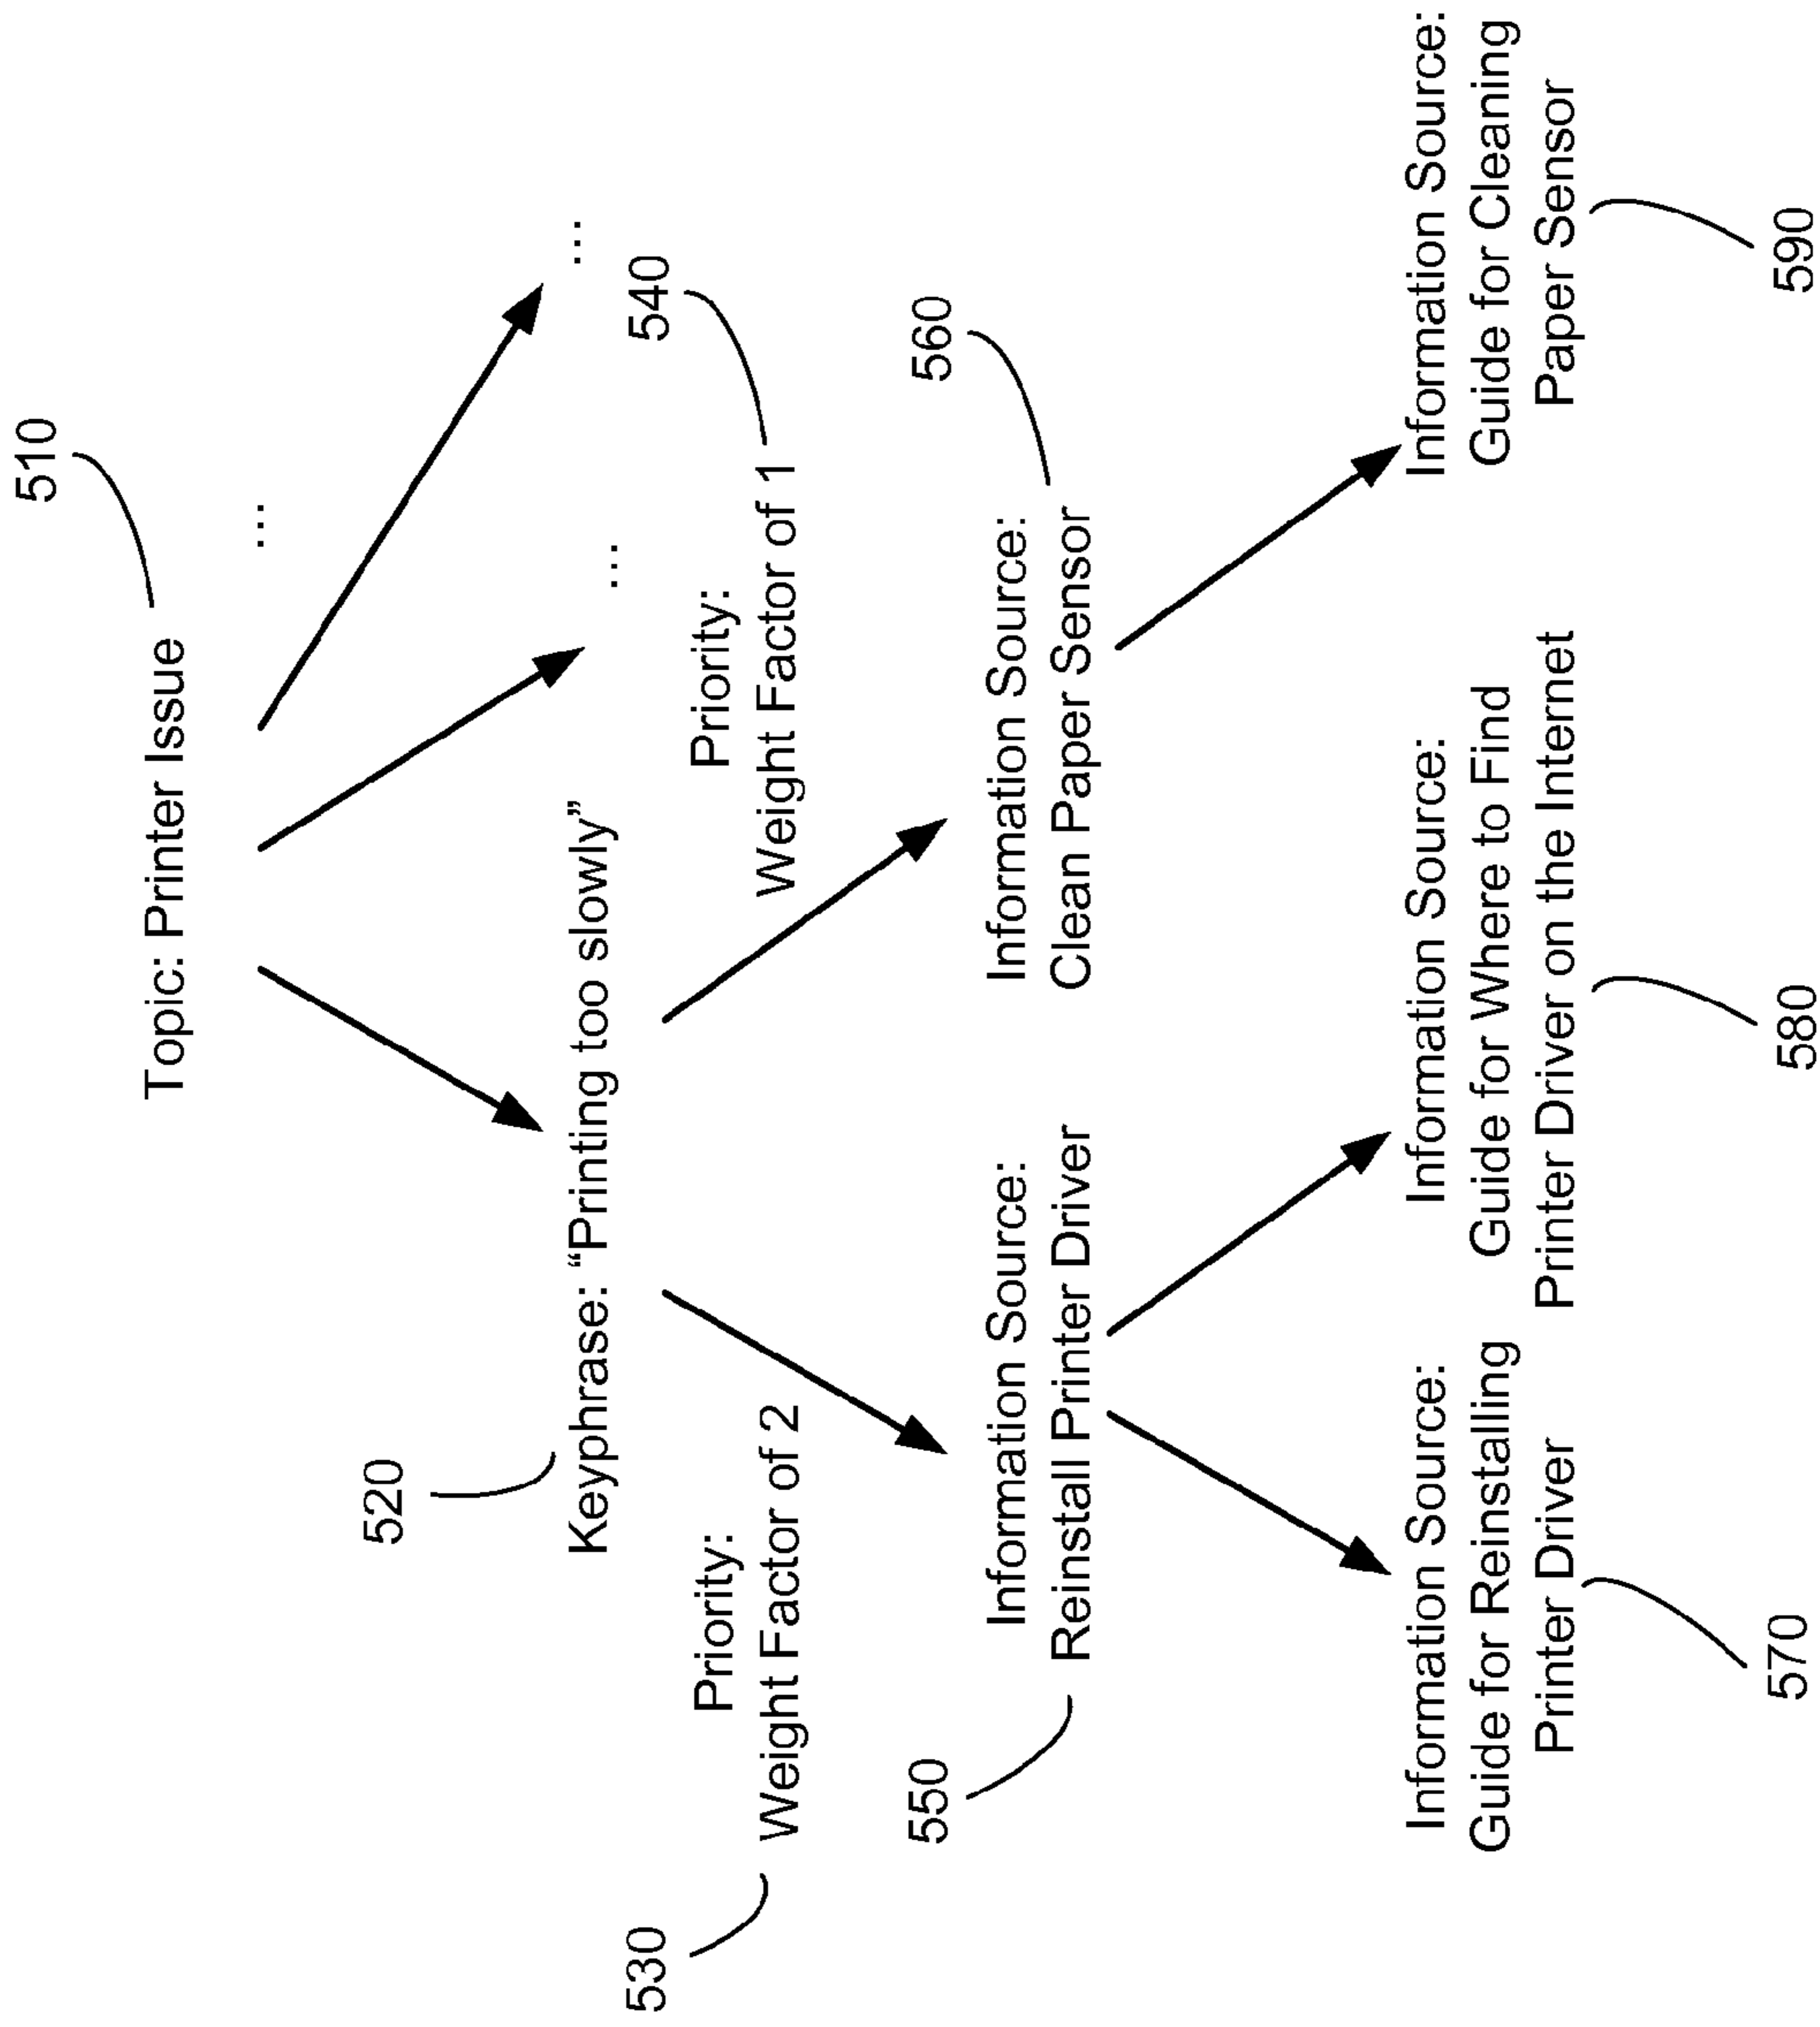 510
Topic: Printer Issue
...
520
Keyphrase: “Printing too slowly”
...
...
530
540
Priority:
Weight Factor of 2
Priority:
Weight Factor of 1
550
560
Information Source:
Reinstall Printer Driver
Information Source:
Clean Paper Sensor
Information Source:
Guide for Reinstalling
Printer Driver
Information Source:
Guide for Where to Find
Printer Driver on the Internet
Information Source:
Guide for Cleaning
Paper Sensor
570
580
590